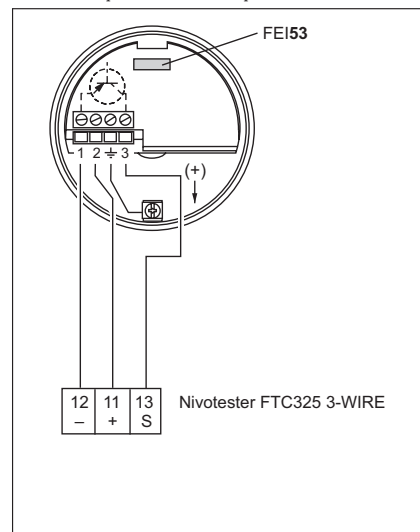 FEI53
1 2 ⏚ 3
(+)
12 11 13 Nivotester FTC325 3-WIRE
– + S